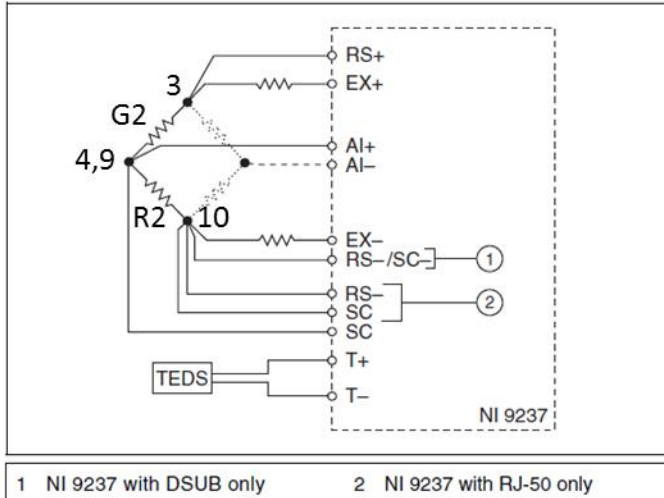 RS+
3
EX+
G2
4,9
AI+
AI–
R2
10
EX–
RS–/SC–
1
RS–
2
SC
SC
T+
TEDS
T–
NI 9237
1 NI 9237 with DSUB only 2 NI 9237 with RJ-50 only